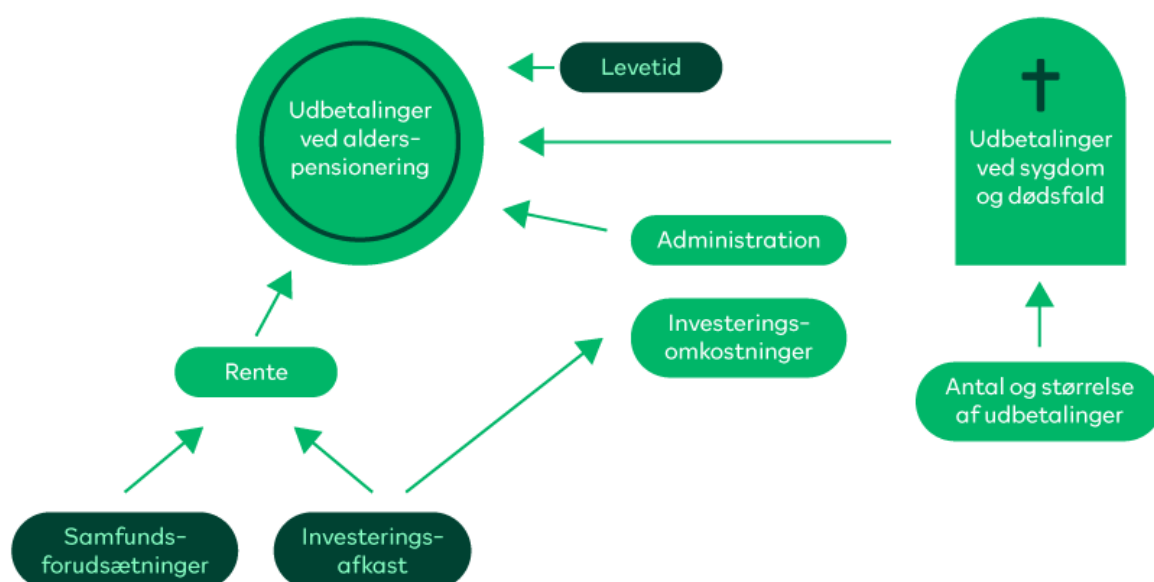 Levetid
Udbetalinger
ved alders-
pensionering
Udbetalinger
ved sygdom
og dødsfald
Administration
Investerings-
omkostninger
Rente
Antal og størrelse
af udbetalinger
Samfunds-
forudsætninger
Investerings-
afkast